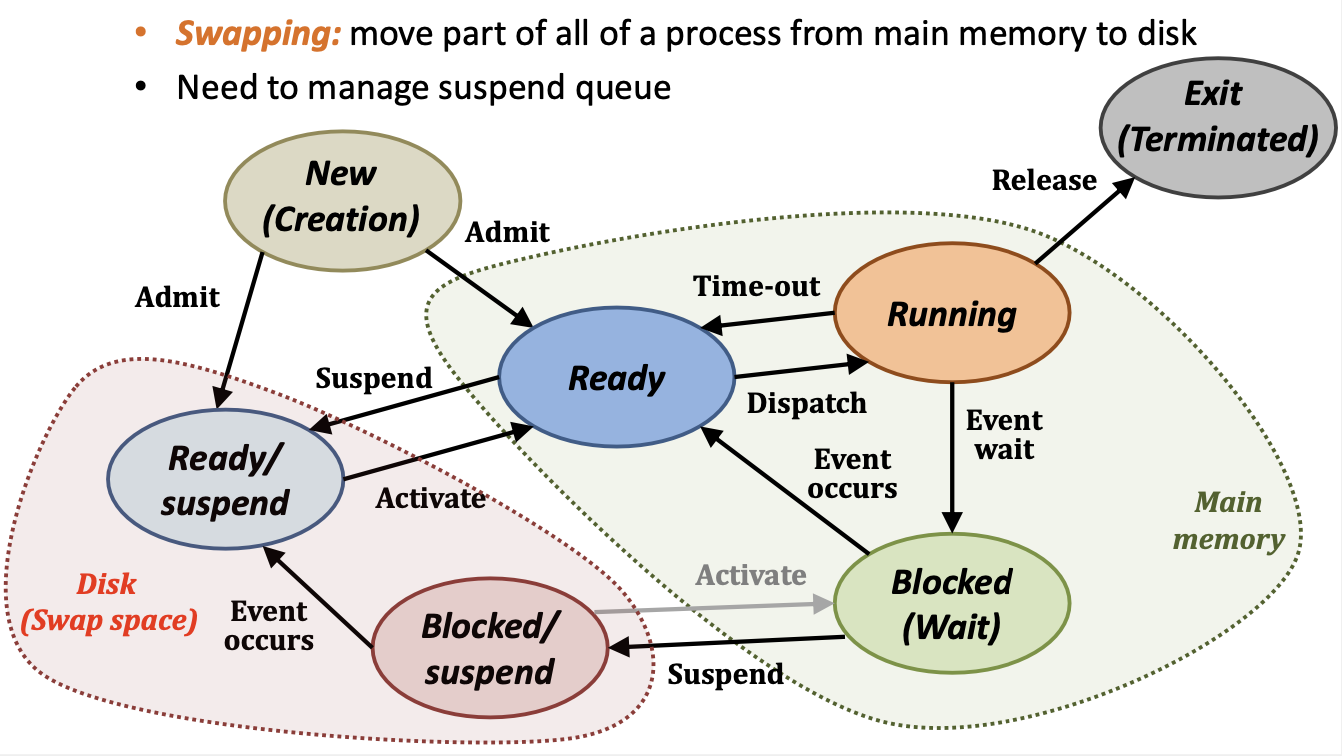 • Swapping: move part of all of a process from main memory to disk
• Need to manage suspend queue
Exit
(Terminated)
New
(Creation)
Release
Admit
Admit
Time-out
Running
Ready
Suspend
Dispatch
Event
wait
Ready/
suspend
Activate
Event
occurs
Main
memory
Disk
(Swap space)
Event
occurs
Activate
Blocked
(Wait)
Blocked/
suspend
Suspend